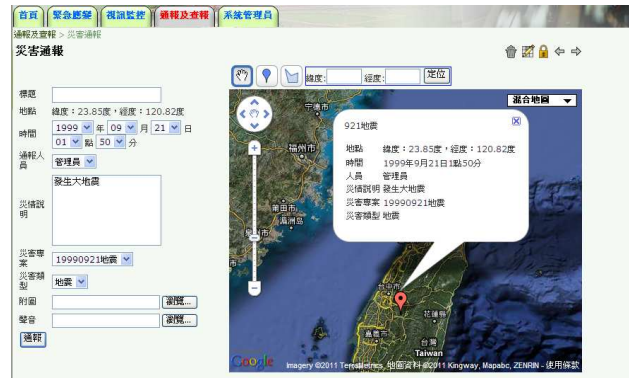 首頁 緊急應變 視訊監控 通報及查報 系統管理員
通報及查報 > 災害通報
災害通報
緯度: 經度: 定位
標題
地點 緯度：23.85度，經度：120.82度
時間 1999 年 09 月 21 日
01 點 50 分
通報人員 管理員
災情說明 發生大地震
災害專案 19990921地震
災害類型 地震
附圖 瀏覽...
聲音 瀏覽...
通報
混合地圖
寧德市
福州市
莆田市
湄洲島
921地震
地點 緯度：23.85度，經度：120.82度
時間 1999年9月21日1點50分
人員 管理員
災情說明 發生大地震
災害專案 19990921地震
災害類型 地震
台中市
花蓮縣
嘉義市
台灣
Taiwan
Google
Imagery ©2011 TerraMetrics, 地圖資料 ©2011 Kingway, Mapabc, ZENRIN - 使用條款